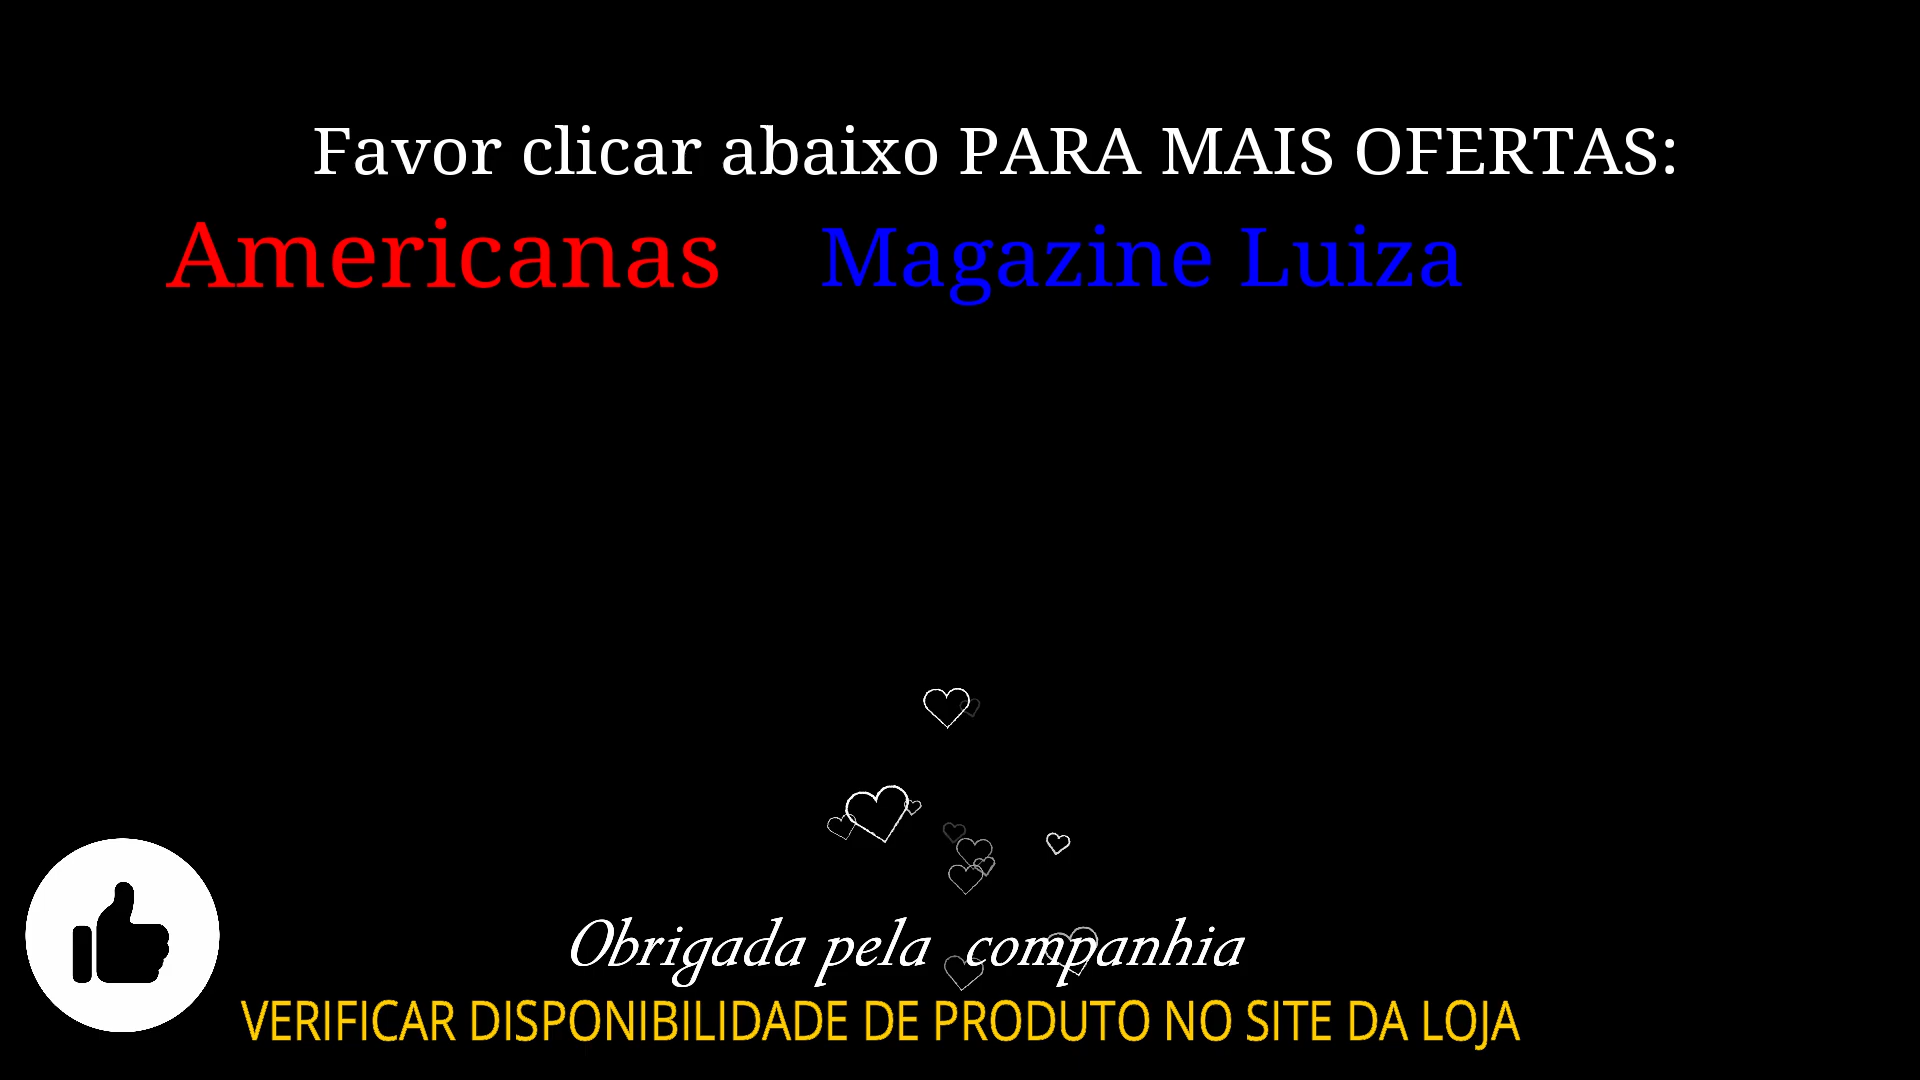 Favor clicar abaixo PARA MAIS OFERTAS:
Americanas Magazine Luiza
Obrigada pela companhia
VERIFICAR DISPONIBILIDADE DE PRODUTO NO SITE DA LOJA